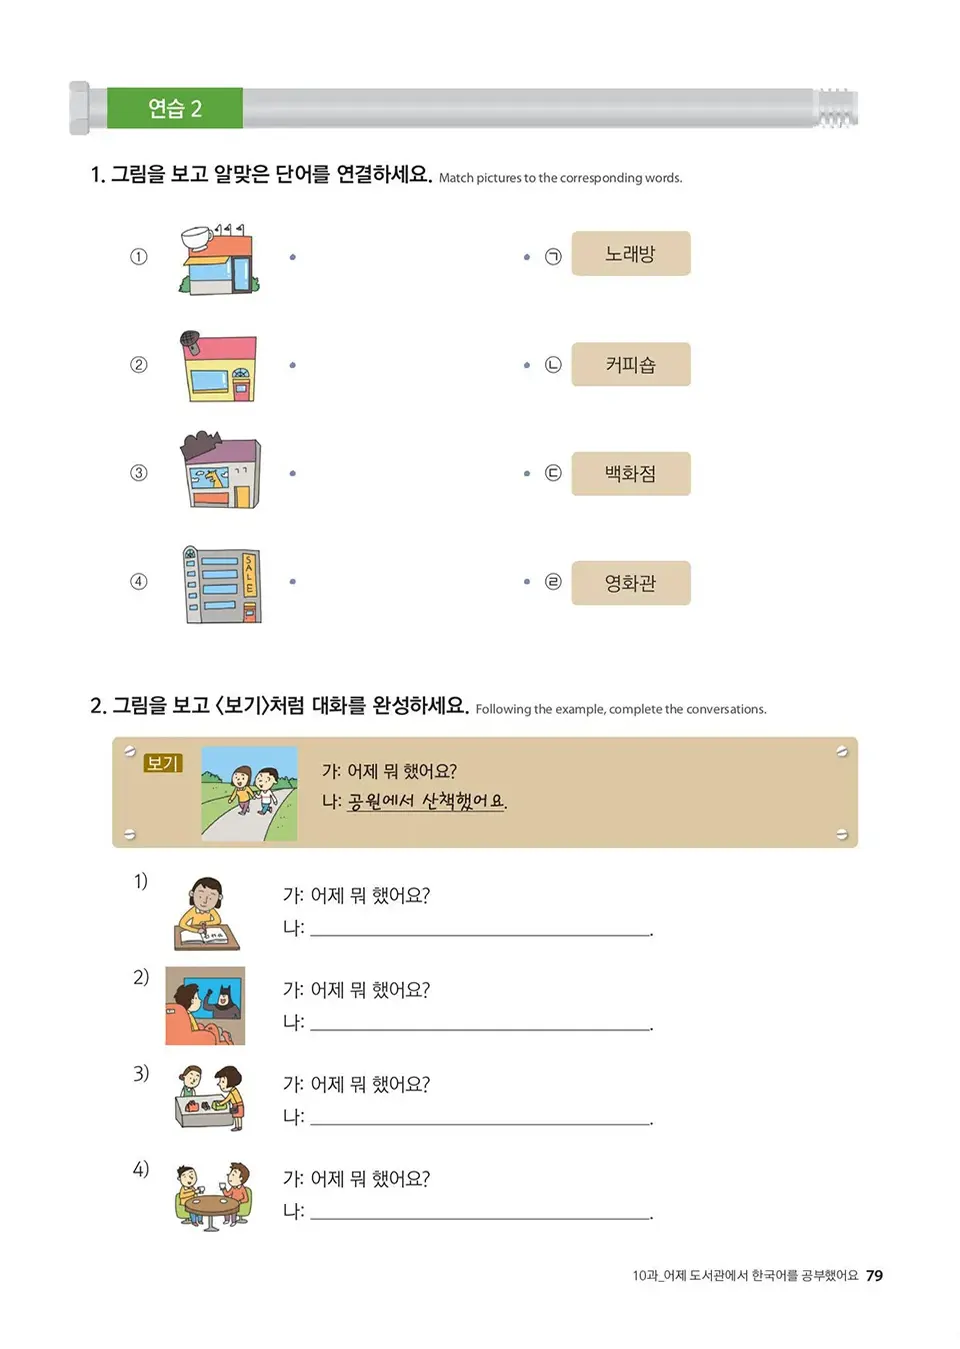 연습 2
1. 그림을 보고 알맞은 단어를 연결하세요. Match pictures to the corresponding words.
① ㉠ 노래방
② ㉡ 커피숍
③ ㉢ 백화점
④ SALE ㉣ 영화관
2. 그림을 보고 〈보기〉처럼 대화를 완성하세요. Following the example, complete the conversations.
보기
가: 어제 뭐 했어요?
나: 공원에서 산책했어요.
1) 가: 어제 뭐 했어요?
나: .
2) 가: 어제 뭐 했어요?
나: .
3) 가: 어제 뭐 했어요?
나: .
4) 가: 어제 뭐 했어요?
나: .
10과_어제 도서관에서 한국어를 공부했어요 79